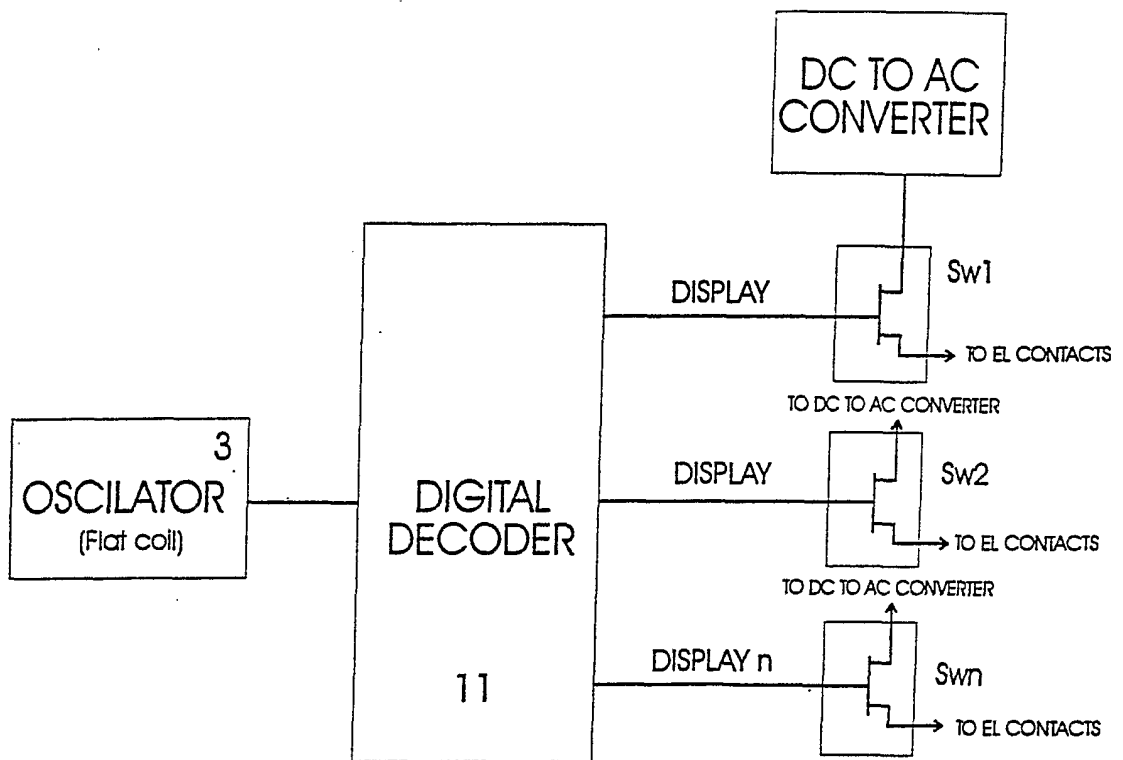 DC TO AC
CONVERTER
Sw1
DISPLAY
TO EL CONTACTS
TO DC TO AC CONVERTER
3
OSCILATOR
(Flat coil)
DIGITAL
DECODER
11
DISPLAY
Sw2
TO EL CONTACTS
TO DC TO AC CONVERTER
DISPLAY n
Swn
TO EL CONTACTS